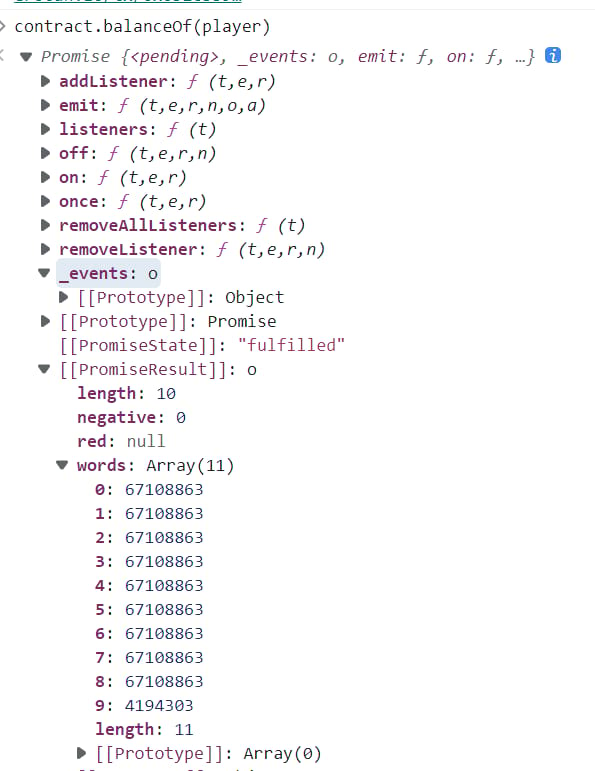 contract.balanceOf(player)
Promise {<pending>, _events: o, emit: ƒ, on: ƒ, …} i
addListener: ƒ (t,e,r)
emit: ƒ (t,e,r,n,o,a)
listeners: ƒ (t)
off: ƒ (t,e,r,n)
on: ƒ (t,e,r)
once: ƒ (t,e,r)
removeAllListeners: ƒ (t)
removeListener: ƒ (t,e,r,n)
_events: o
[[Prototype]]: Object
[[Prototype]]: Promise
[[PromiseState]]: "fulfilled"
[[PromiseResult]]: o
length: 10
negative: 0
red: null
words: Array(11)
0: 67108863
1: 67108863
2: 67108863
3: 67108863
4: 67108863
5: 67108863
6: 67108863
7: 67108863
8: 67108863
9: 4194303
length: 11
[[Prototype]]: Array(0)